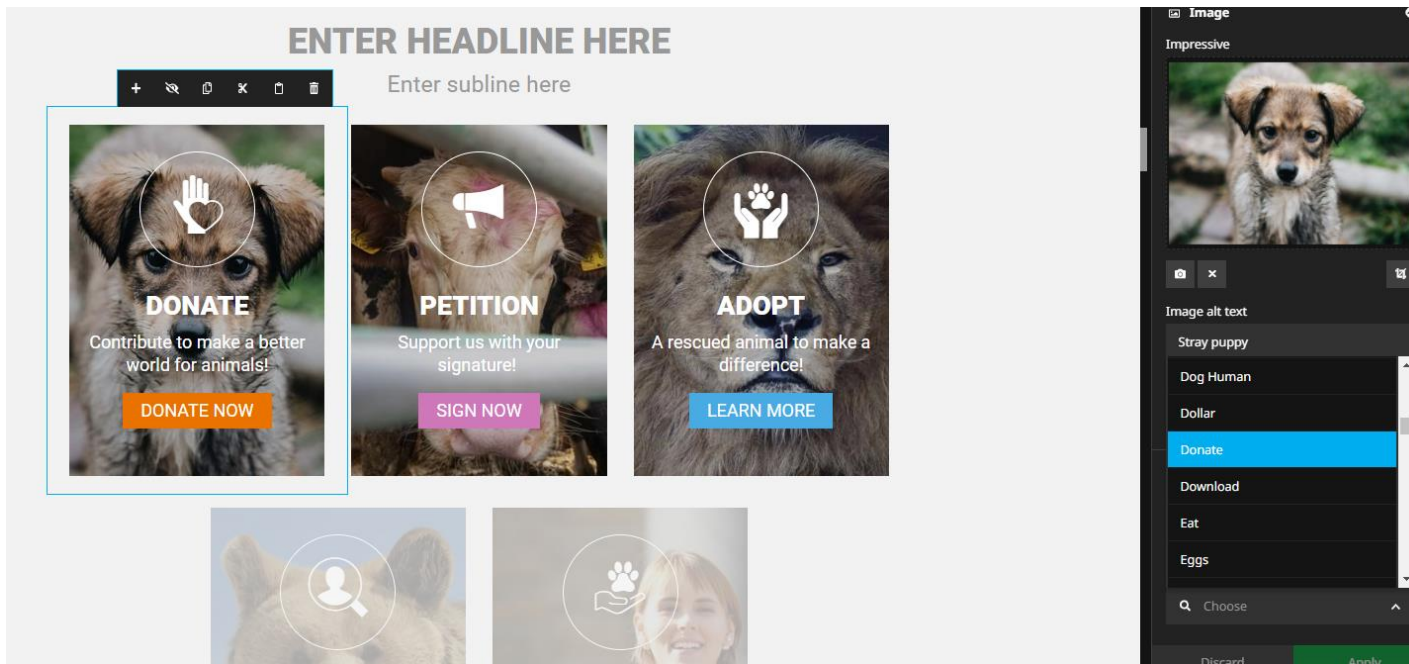 ENTER HEADLINE HERE
Enter subline here
DONATE
Contribute to make a better
world for animals!
DONATE NOW
PETITION
Support us with your
signature!
SIGN NOW
ADOPT
A rescued animal to make a
difference!
LEARN MORE
Image
Impressive
Image alt text
Stray puppy
Dog Human
Dollar
Donate
Download
Eat
Eggs
Choose
Discard
Apply